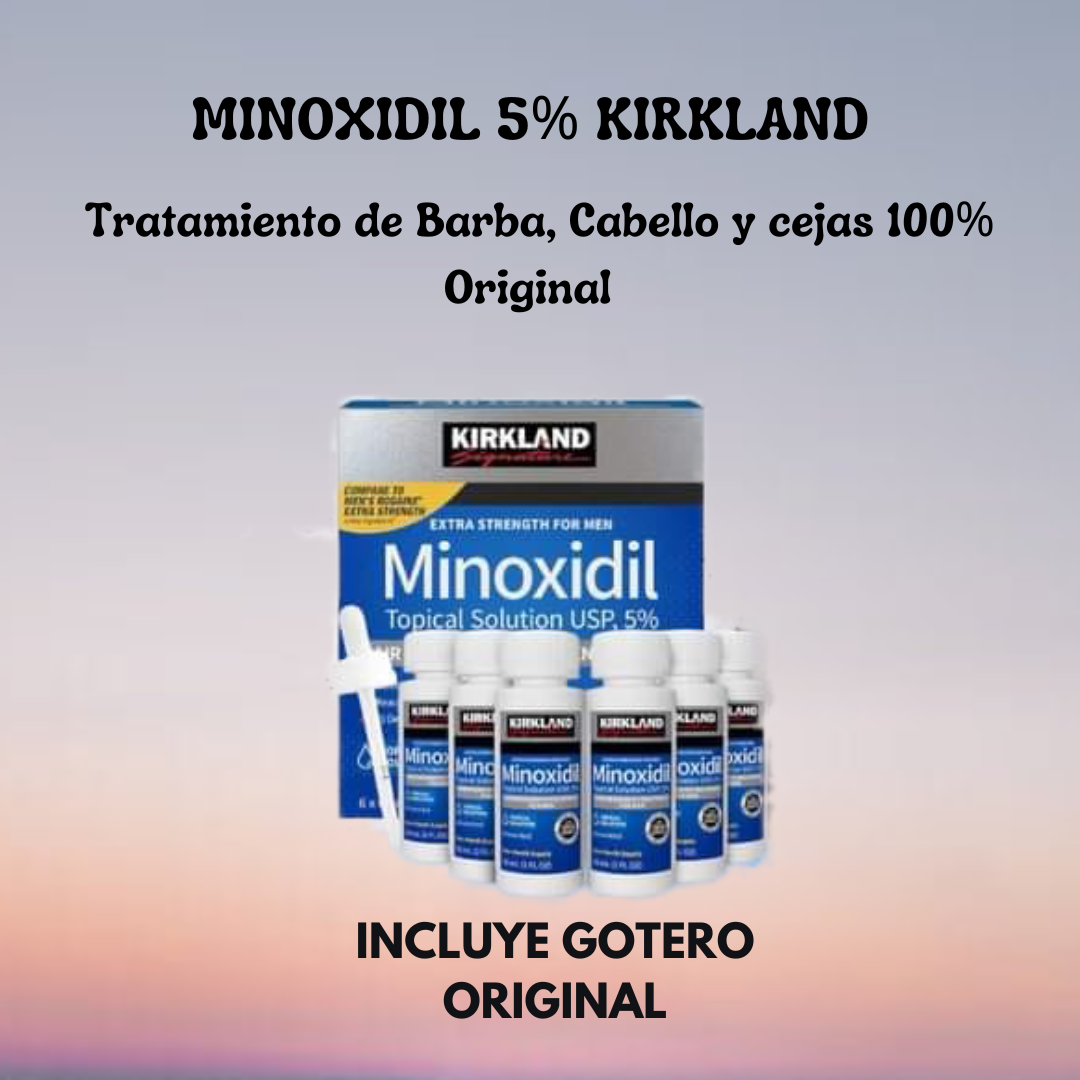 MINOXIDIL 5% KIRKLAND
Tratamiento de Barba, Cabello y cejas 100%
Original
KIRKLAND
Signature
COMPARE TO
MEN'S ROGAINE
EXTRA STRENGTH
EXTRA STRENGTH FOR MEN
Minoxidil
Topical Solution USP, 5%
KIRKLAND
Minoxidil
KIRKLAND
Minoxidil
INCLUYE GOTERO
ORIGINAL